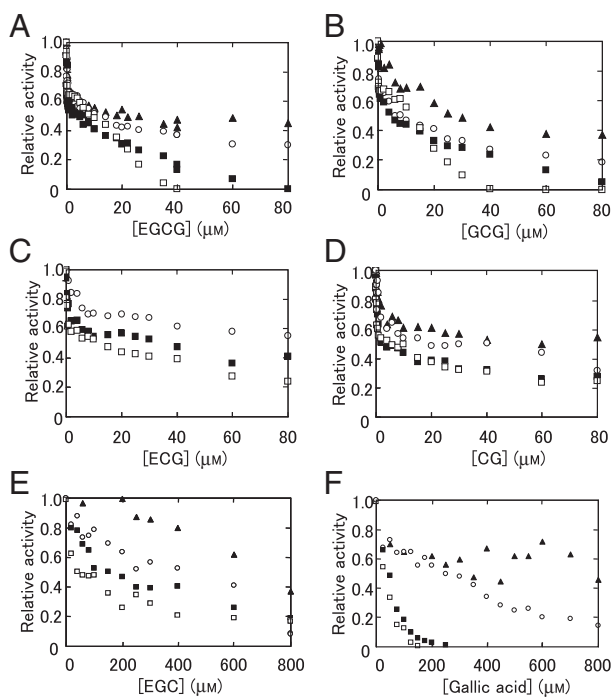 A
B
Relative activity
1.0
0.8
0.6
0.4
0.2
0
0 20 40 60 80
[EGCG] (μM)
Relative activity
1.0
0.8
0.6
0.4
0.2
0
0 20 40 60 80
[GCG] (μM)
C
D
Relative activity
1.0
0.8
0.6
0.4
0.2
0
0 20 40 60 80
[ECG] (μM)
Relative activity
1.0
0.8
0.6
0.4
0.2
0
0 20 40 60 80
[CG] (μM)
E
F
Relative activity
1.0
0.8
0.6
0.4
0.2
0
0 200 400 600 800
[EGC] (μM)
Relative activity
1.0
0.8
0.6
0.4
0.2
0
0 200 400 600 800
[Gallic acid] (μM)